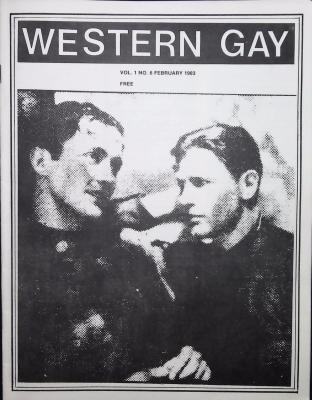 WESTERN GAY
VOL. 1 NO. 6 FEBRUARY 1983
FREE